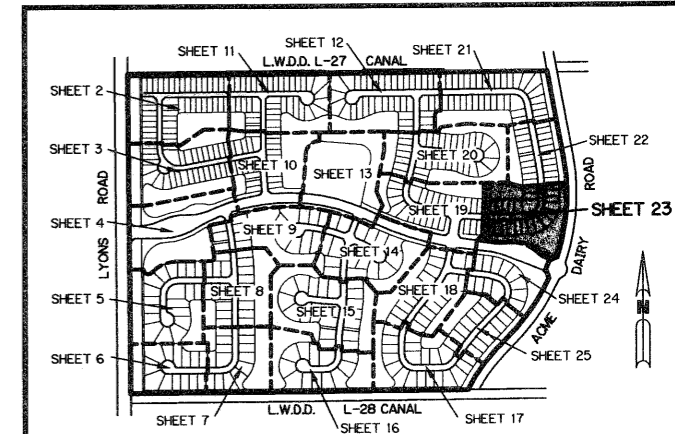 SHEET 11
SHEET 12
SHEET 21
L.W.D.D. L-27 CANAL
SHEET 2
SHEET 22
SHEET 3
SHEET 10
SHEET 13
SHEET 20
ROAD
ROAD
SHEET 23
SHEET 4
SHEET 9
SHEET 19
SHEET 14
LYONS
DAIRY
SHEET 5
SHEET 8
SHEET 15
SHEET 18
SHEET 24
N
ACME
SHEET 6
SHEET 25
SHEET 7
L.W.D.D. L-28 CANAL
SHEET 17
SHEET 16